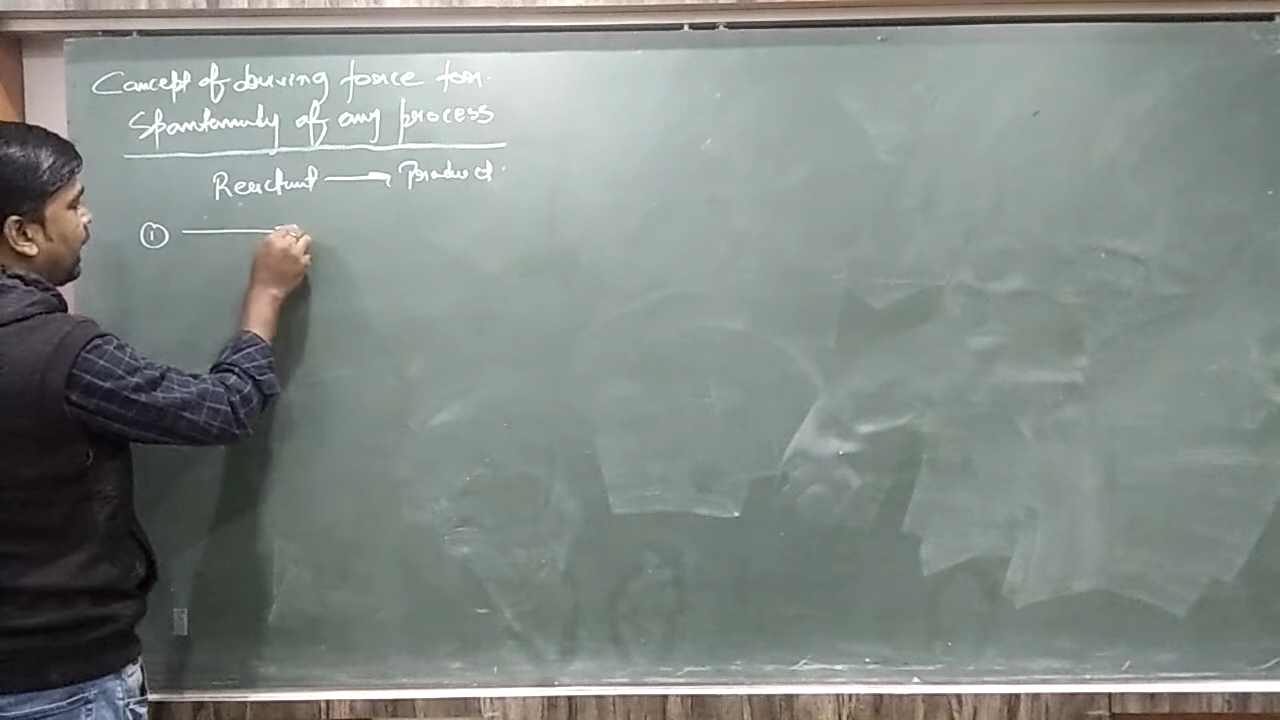 Concept of driving force for
Spontaneity of any process
Reactant → Product
①